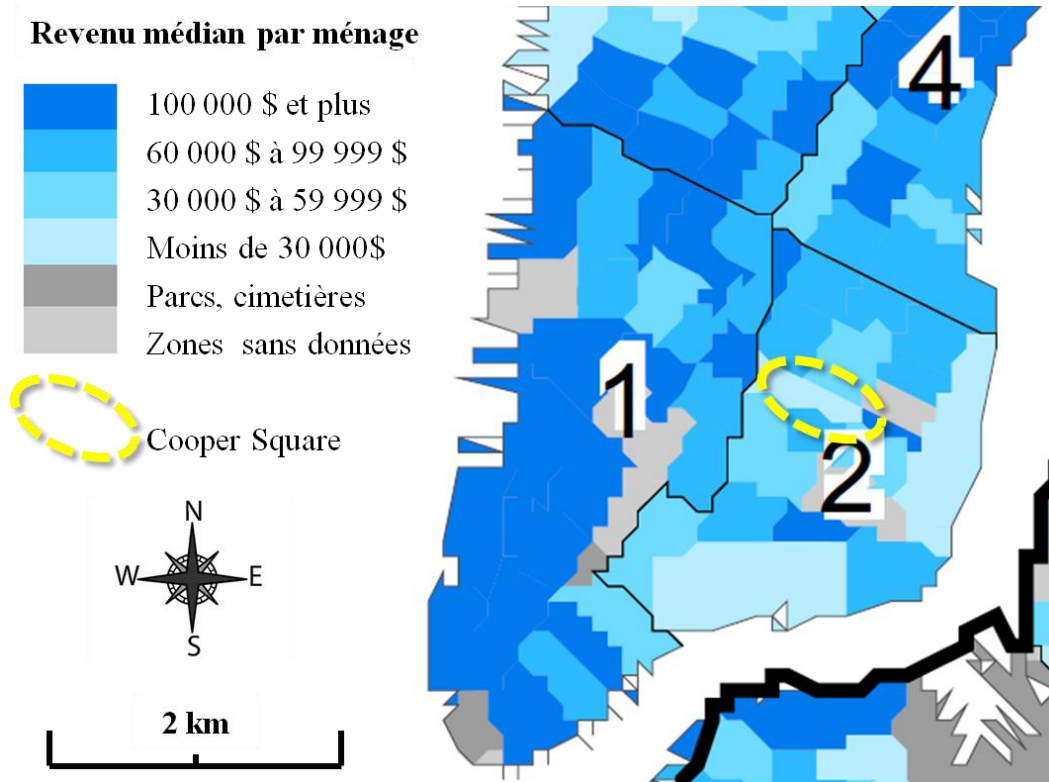 Revenu médian par ménage
100 000 $ et plus
60 000 $ à 99 999 $
30 000 $ à 59 999 $
Moins de 30 000$
Parcs, cimetières
Zones sans données
Cooper Square
N
W E
S
2 km
4
1
2